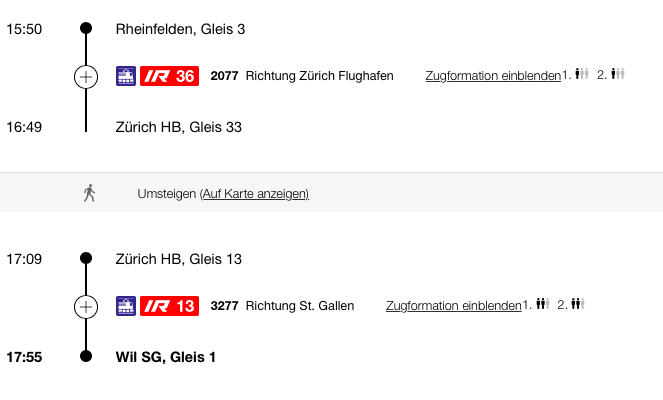 15:50 Rheinfelden, Gleis 3
IR 36 2077 Richtung Zürich Flughafen Zugformation einblenden 1. 2.
16:49 Zürich HB, Gleis 33
Umsteigen (Auf Karte anzeigen)
17:09 Zürich HB, Gleis 13
IR 13 3277 Richtung St. Gallen Zugformation einblenden 1. 2.
17:55 Wil SG, Gleis 1